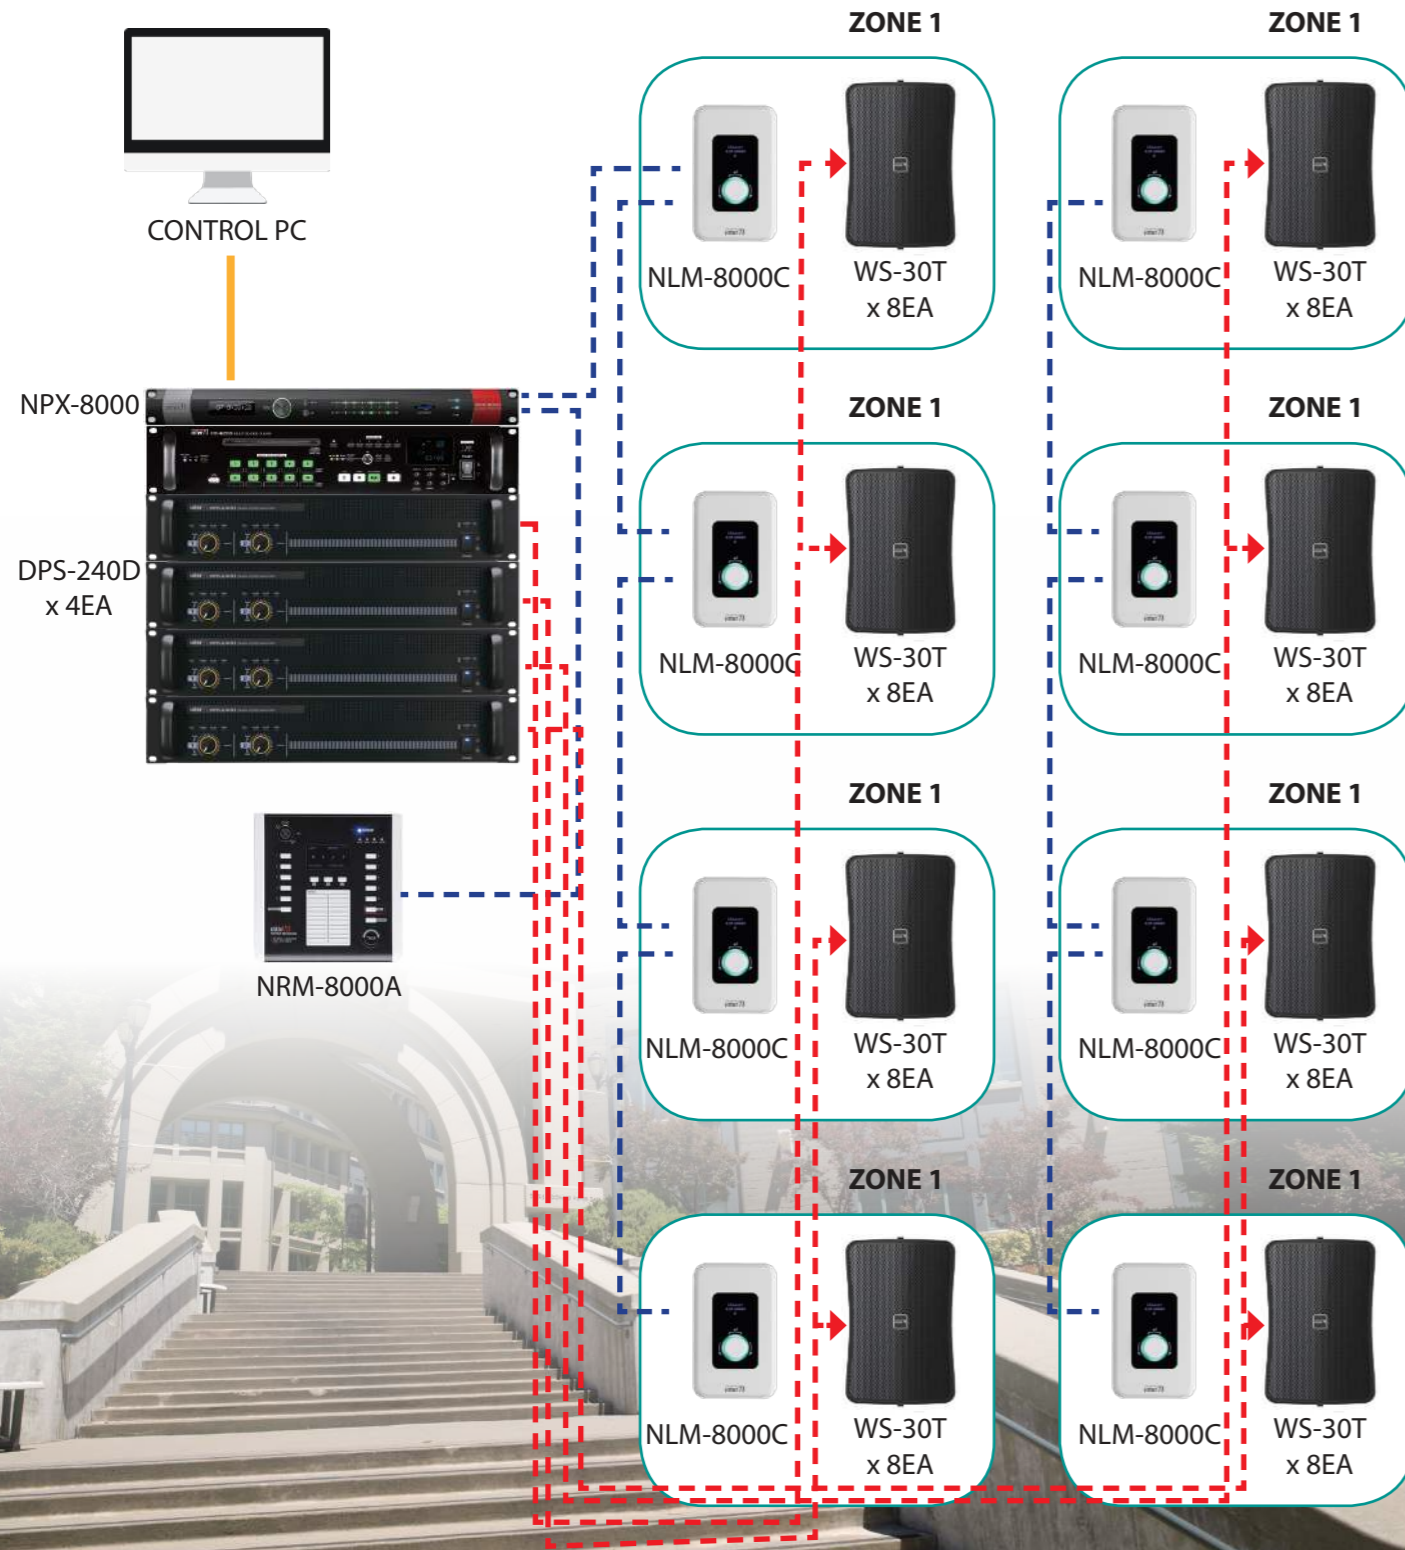 ZONE 1
ZONE 1
CONTROL PC
NLM-8000C
WS-30T
x 8EA
NLM-8000C
WS-30T
x 8EA
NPX-8000
ZONE 1
ZONE 1
DPS-240D
x 4EA
NLM-8000C
WS-30T
x 8EA
NLM-8000C
WS-30T
x 8EA
ZONE 1
ZONE 1
NRM-8000A
NLM-8000C
WS-30T
x 8EA
NLM-8000C
WS-30T
x 8EA
ZONE 1
ZONE 1
NLM-8000C
WS-30T
x 8EA
NLM-8000C
WS-30T
x 8EA